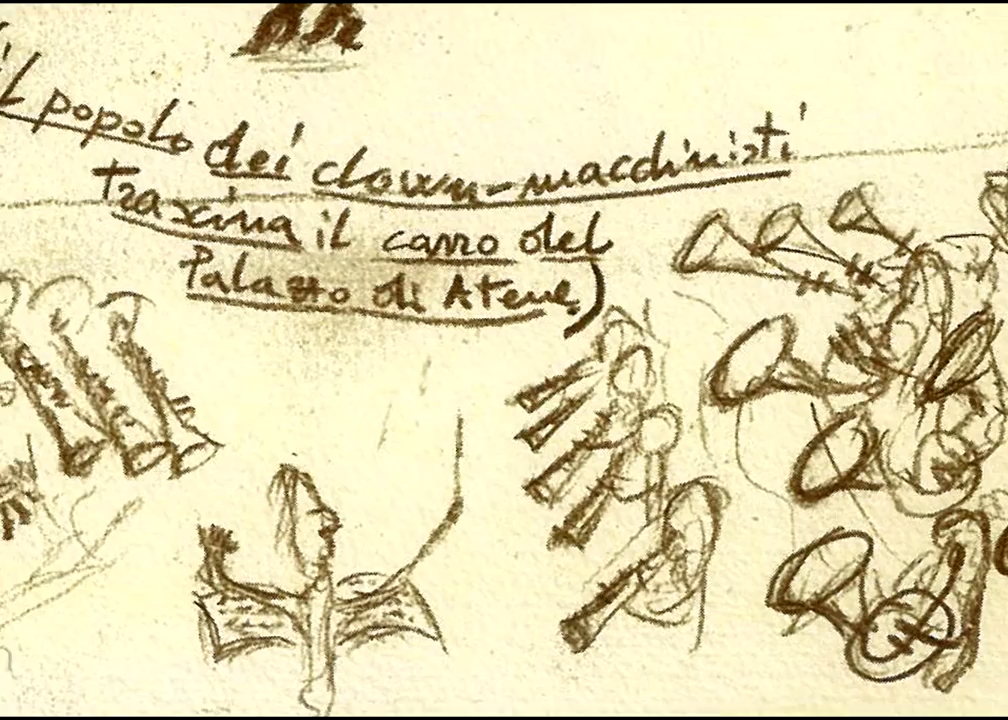 il popolo dei clown-macchinisti
trascina il carro del
Palazzo di Atene)